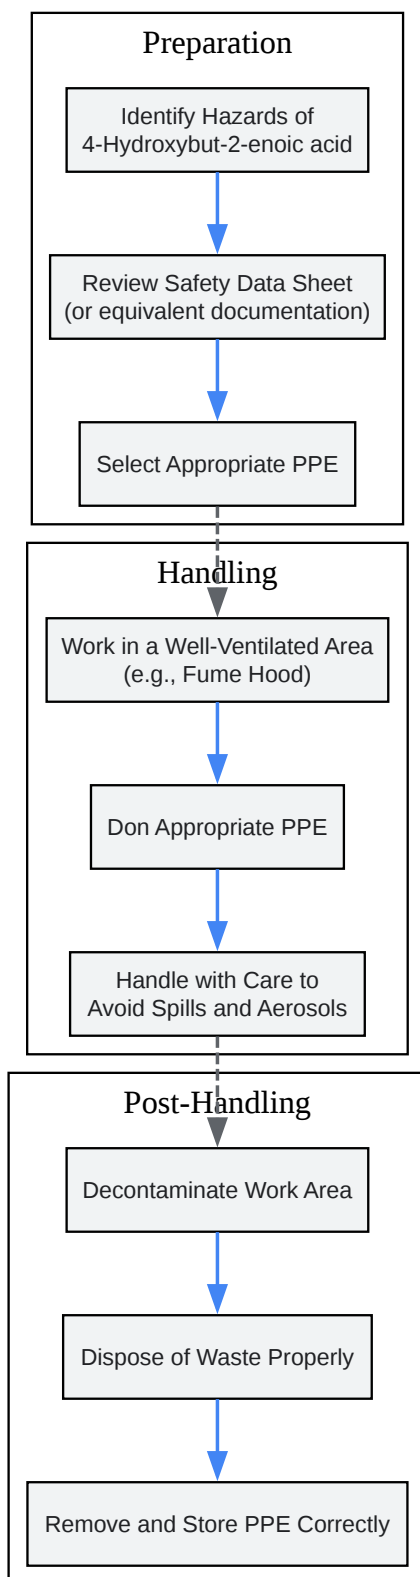 Preparation
Identify Hazards of
4-Hydroxybut-2-enoic acid
Review Safety Data Sheet
(or equivalent documentation)
Select Appropriate PPE
Handling
Work in a Well-Ventilated Area
(e.g., Fume Hood)
Don Appropriate PPE
Handle with Care to
Avoid Spills and Aerosols
Post-Handling
Decontaminate Work Area
Dispose of Waste Properly
Remove and Store PPE Correctly